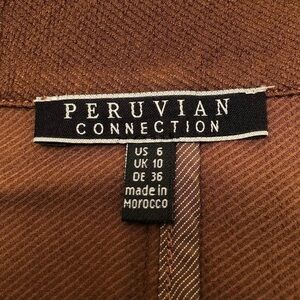 PERUVIAN
CONNECTION
US 6
UK 10
DE 36
made in
MOROCCO